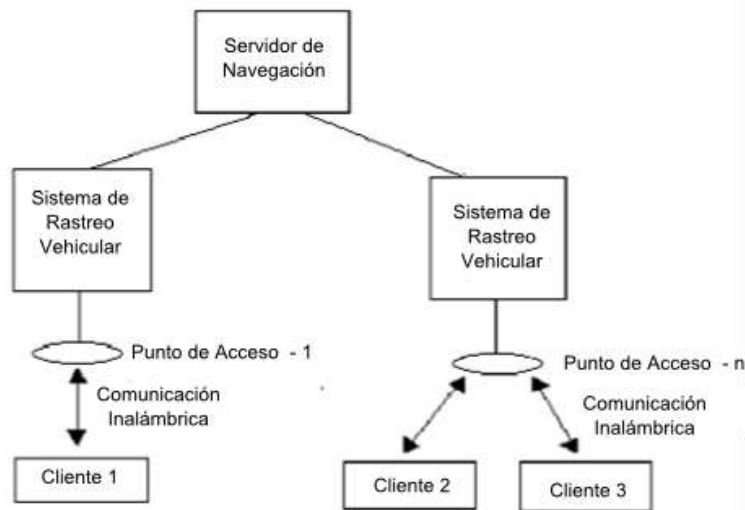 Servidor de
Navegación
Sistema de
Rastreo
Vehicular
Sistema de
Rastreo
Vehicular
Punto de Acceso - 1
Punto de Acceso - n
Comunicación
Inalámbrica
Comunicación
Inalámbrica
Cliente 1
Cliente 2
Cliente 3